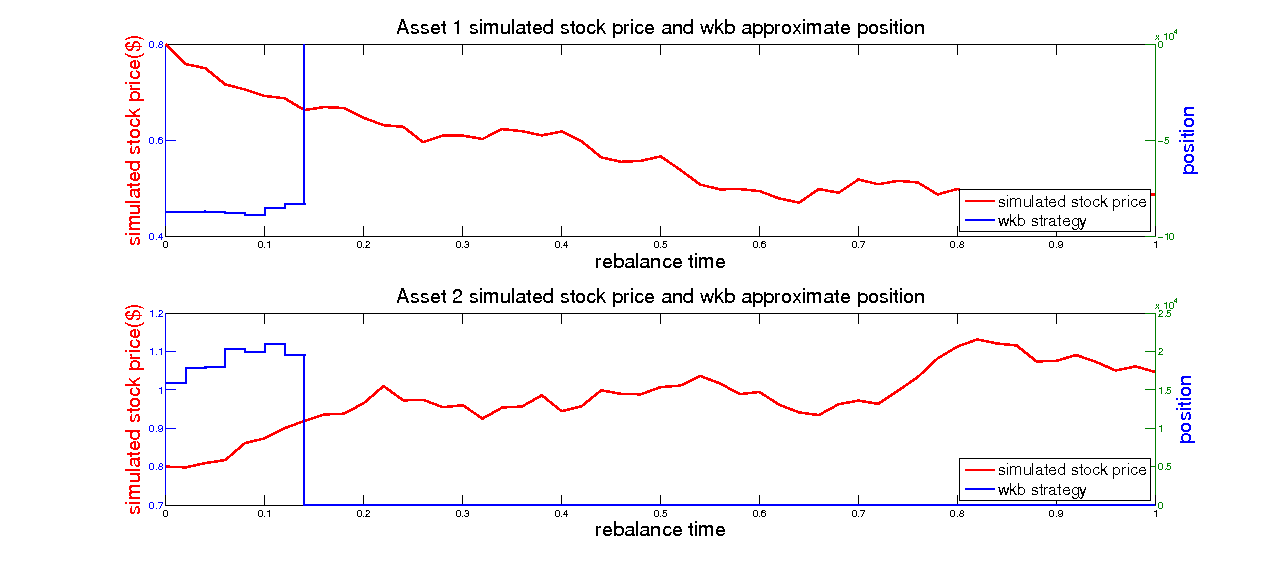 Asset 1 simulated stock price and wkb approximate position
x 10^4
simulated stock price($)
0.8
0.6
0.4
0
-5
-10
position
simulated stock price
wkb strategy
0 0.1 0.2 0.3 0.4 0.5 0.6 0.7 0.8 0.9 1
rebalance time
Asset 2 simulated stock price and wkb approximate position
x 10^4
simulated stock price($)
1.2
1.1
1
0.9
0.8
0.7
2.5
2
1.5
1
0.5
0
position
simulated stock price
wkb strategy
0 0.1 0.2 0.3 0.4 0.5 0.6 0.7 0.8 0.9 1
rebalance time